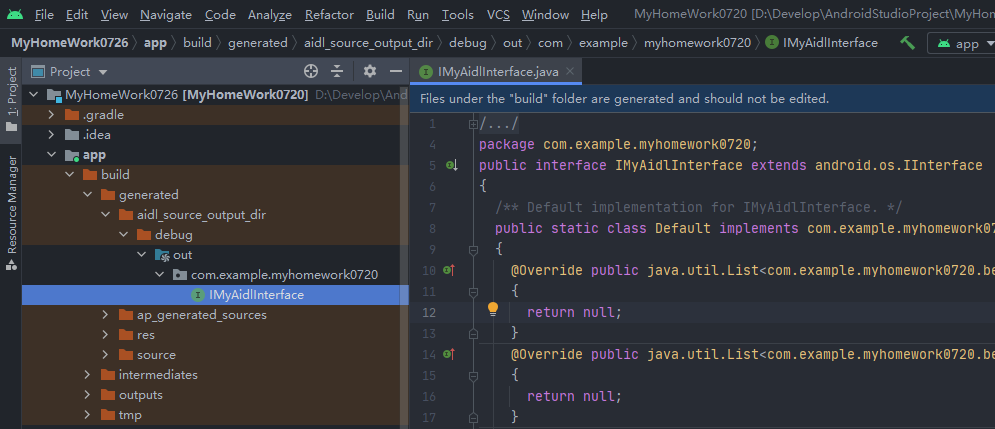 File Edit View Navigate Code Analyze Refactor Build Run Tools VCS Window Help MyHomeWork0720 [D:\Develop\AndroidStudioProject\MyHom
MyHomeWork0726 app build generated aidl_source_output_dir debug out com example myhomework0720 IMyAidlInterface app
1: Project
Resource Manager
Project
MyHomeWork0726 [MyHomeWork0720] D:\Develop\And
.gradle
.idea
app
build
generated
aidl_source_output_dir
debug
out
com.example.myhomework0720
IMyAidlInterface
ap_generated_sources
res
source
intermediates
outputs
tmp
IMyAidlInterface.java
Files under the "build" folder are generated and should not be edited.
1 /.../
4 package com.example.myhomework0720;
5 public interface IMyAidlInterface extends android.os.IInterface
6 {
7 /** Default implementation for IMyAidlInterface. */
8 public static class Default implements com.example.myhomework07
9 {
10 @Override public java.util.List<com.example.myhomework0720.be
11 {
12 return null;
13 }
14 @Override public java.util.List<com.example.myhomework0720.be
15 {
16 return null;
17 }